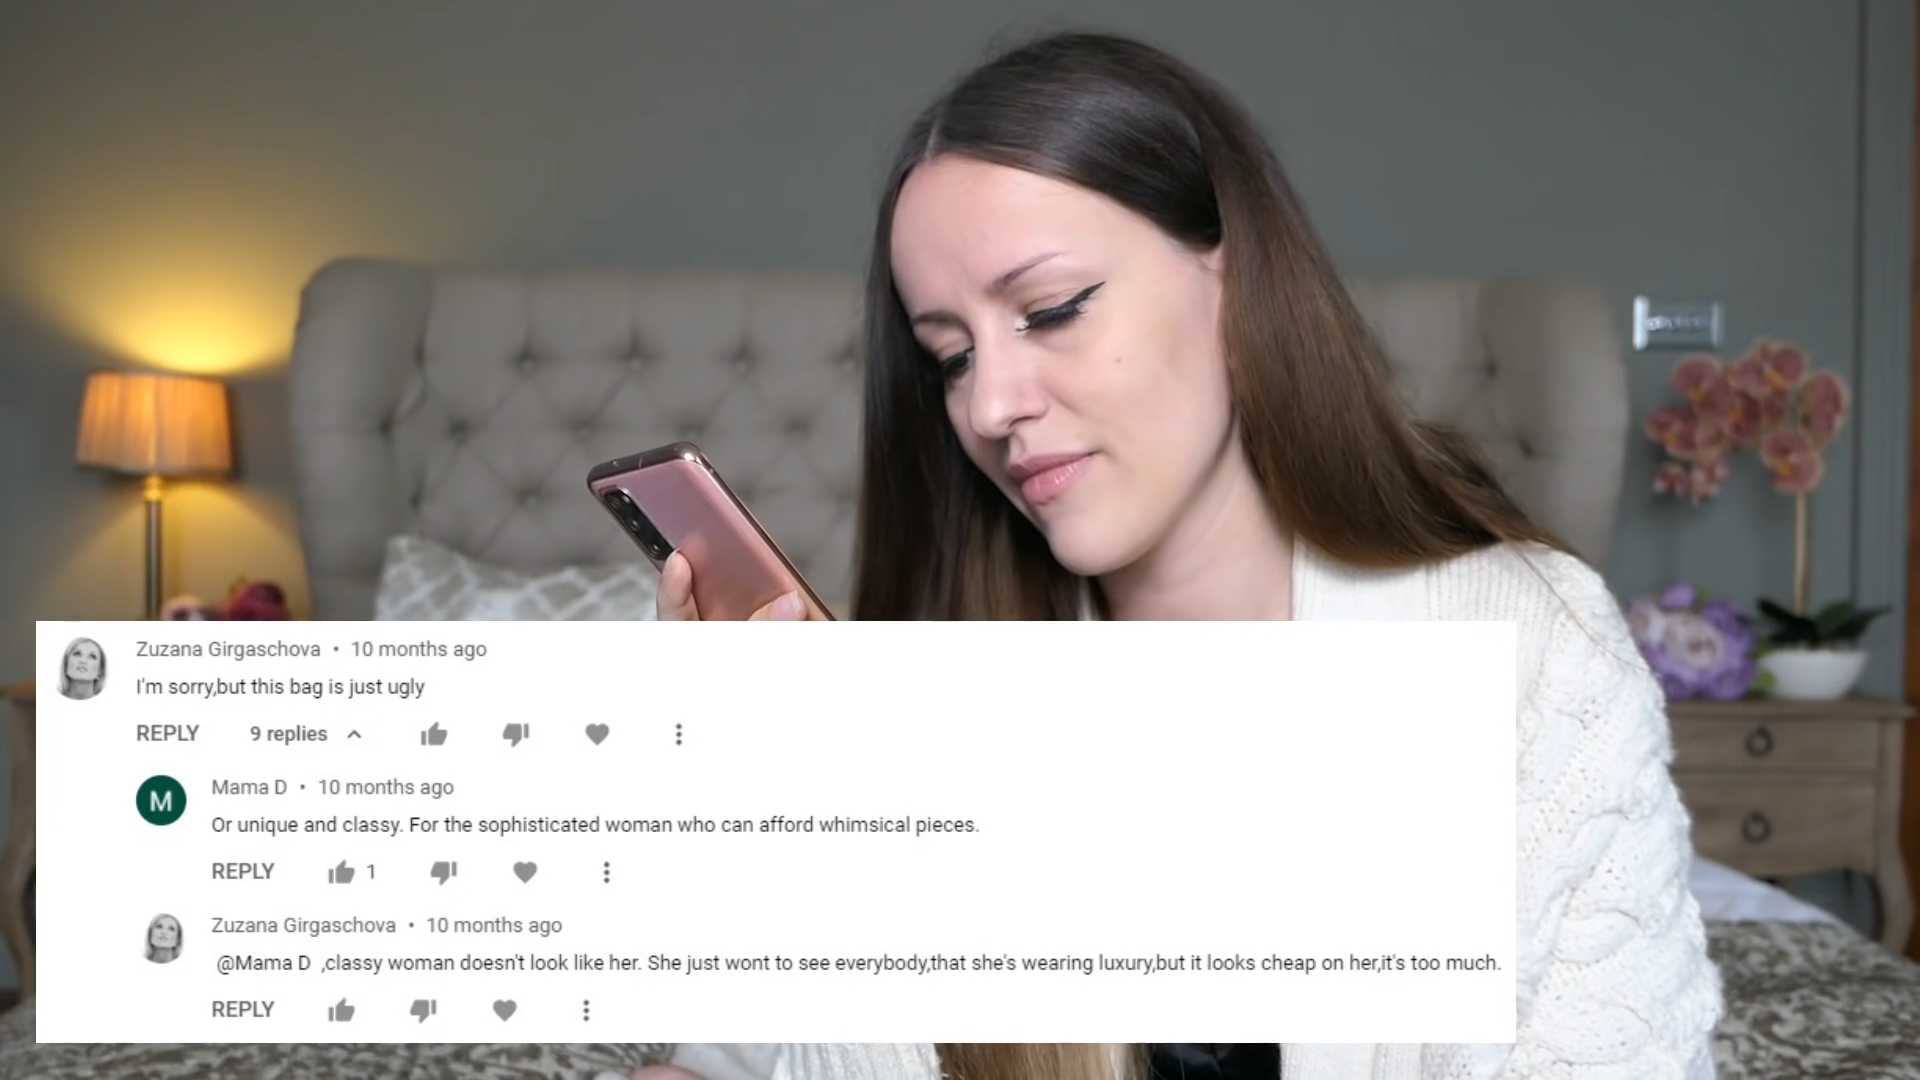 Zuzana Girgaschova • 10 months ago
I'm sorry,but this bag is just ugly
REPLY 9 replies
M
Mama D • 10 months ago
Or unique and classy. For the sophisticated woman who can afford whimsical pieces.
REPLY 1
Zuzana Girgaschova • 10 months ago
@Mama D ,classy woman doesn't look like her. She just wont to see everybody,that she's wearing luxury,but it looks cheap on her,it's too much.
REPLY